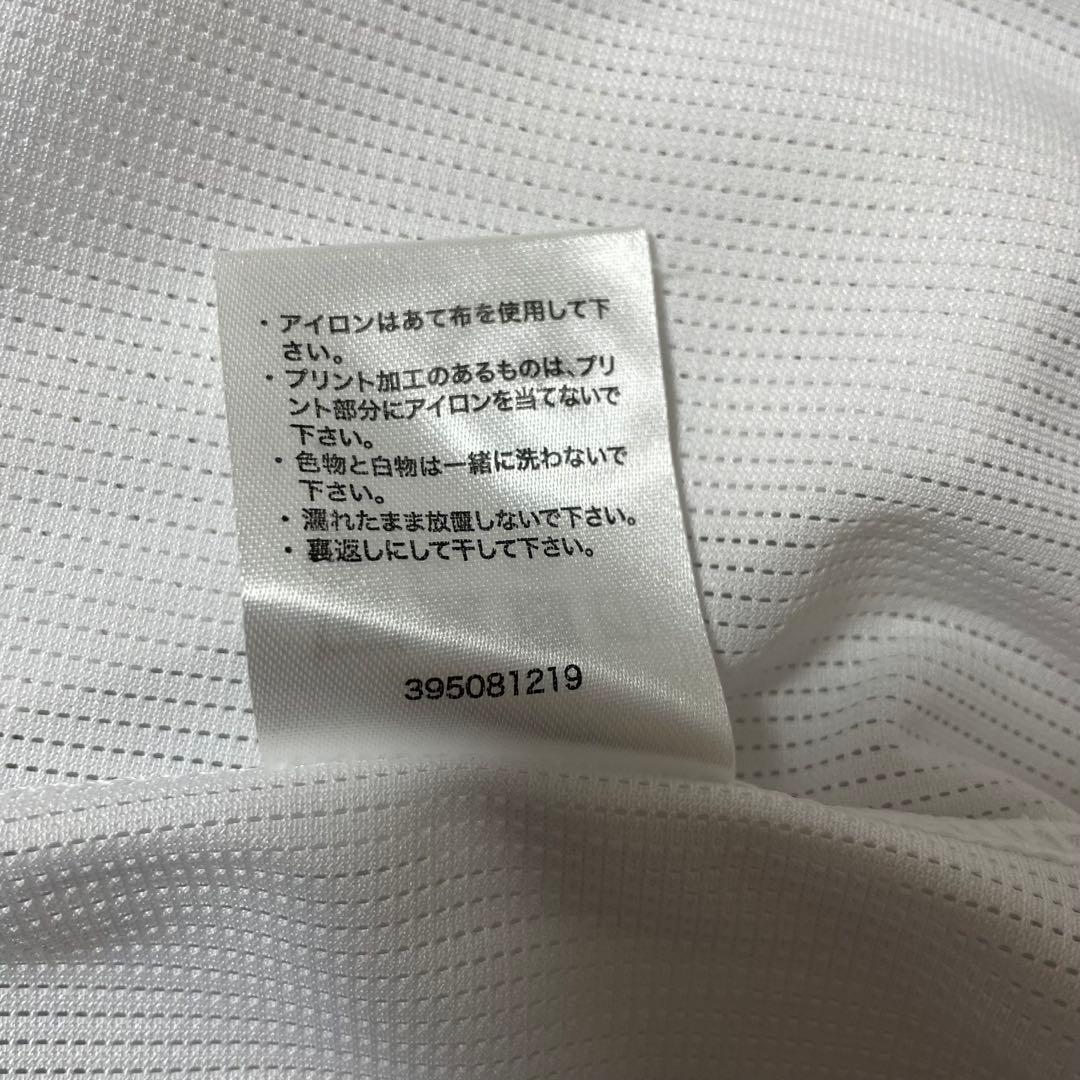 ・アイロンはあて布を使用して下
さい。
・プリント加工のあるものは、プリ
ント部分にアイロンを当てないで
下さい。
・色物と白物は一緒に洗わないで
下さい。
・濡れたまま放置しないで下さい。
・裏返しにして干して下さい。
395081219